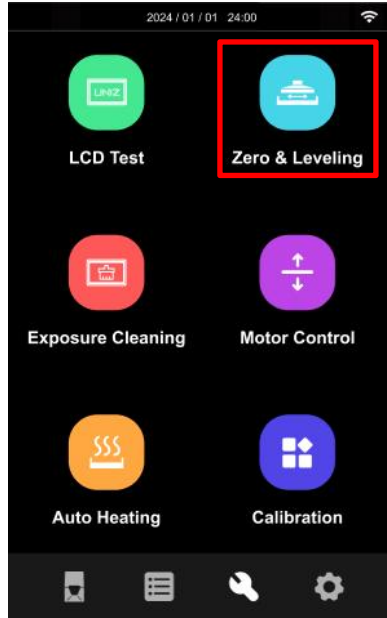 2024 / 01 / 01 24:00
UNIZ
LCD Test
Zero & Leveling
Exposure Cleaning
Motor Control
Auto Heating
Calibration